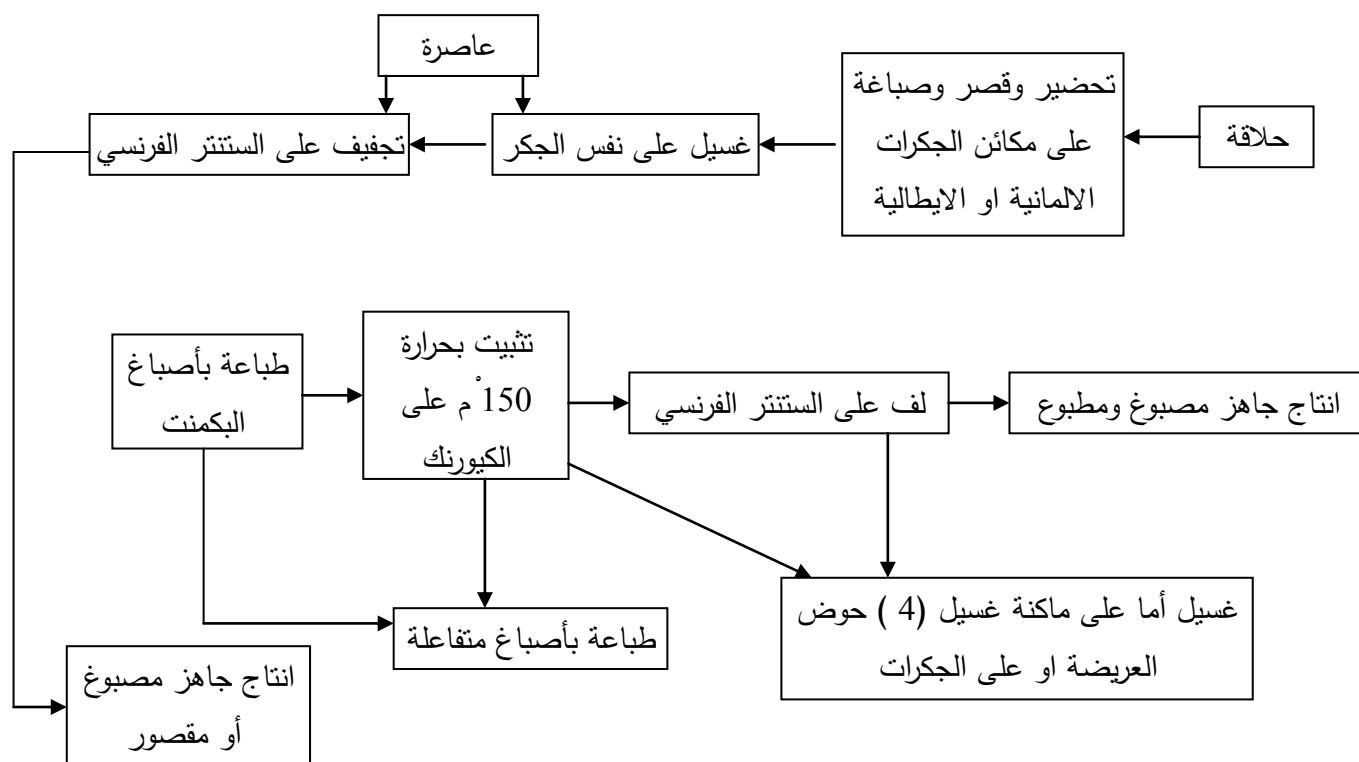 عاصرة
حلاقة
تحضير وقصر وصباغة
على مكائن الجكرات
الالمانية او الايطالية
غسيل على نفس الجكر
تجفيف على الستنتر الفرنسي
طباعة بأصباغ
البكمنت
تثبيت بحرارة
150ْ م على
الكيورنك
لف على الستنتر الفرنسي
انتاج جاهز مصبوغ ومطبوع
طباعة بأصباغ متفاعلة
غسيل أما على ماكنة غسيل (4 ) حوض
العريضة او على الجكرات
انتاج جاهز مصبوغ
أو مقصور